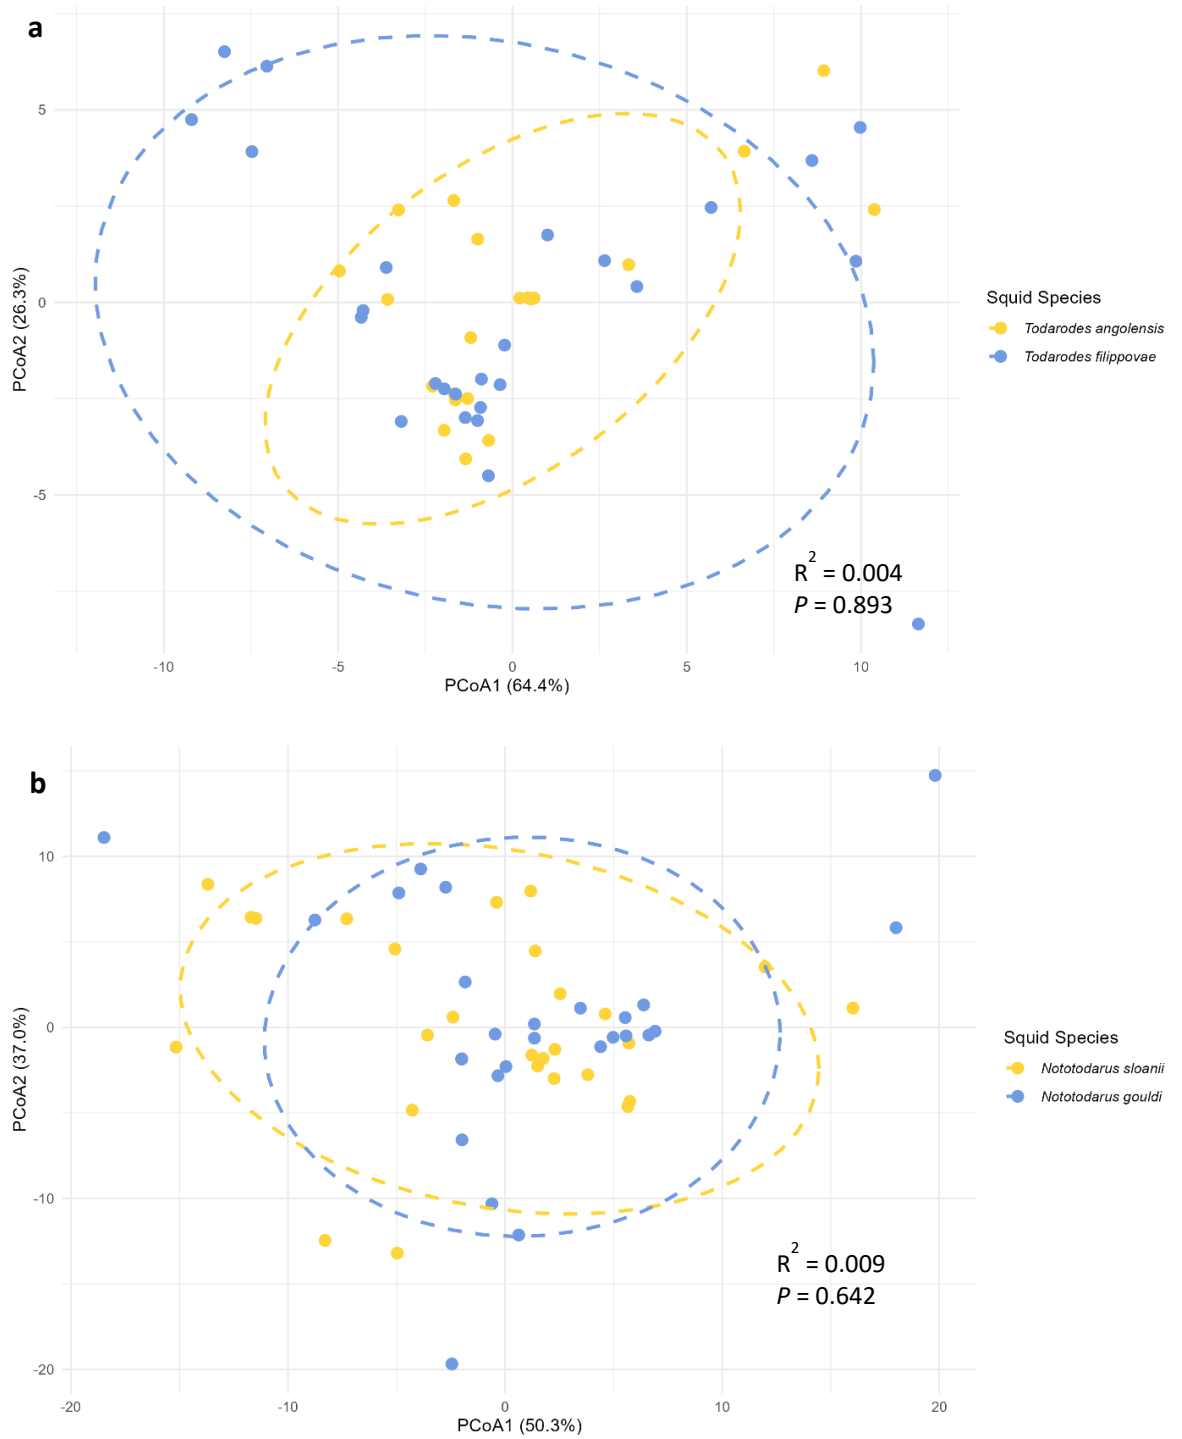 a
5
0
-5
PCoA2 (26.3%)
-10
-5
0
5
10
PCoA1 (64.4%)
R² = 0.004
P = 0.893
Squid Species
Todarodes angolensis
Todarodes filippovae
b
10
0
-10
-20
PCoA2 (37.0%)
-20
-10
0
10
20
PCoA1 (50.3%)
R² = 0.009
P = 0.642
Squid Species
Nototodarus sloanii
Nototodarus gouldi